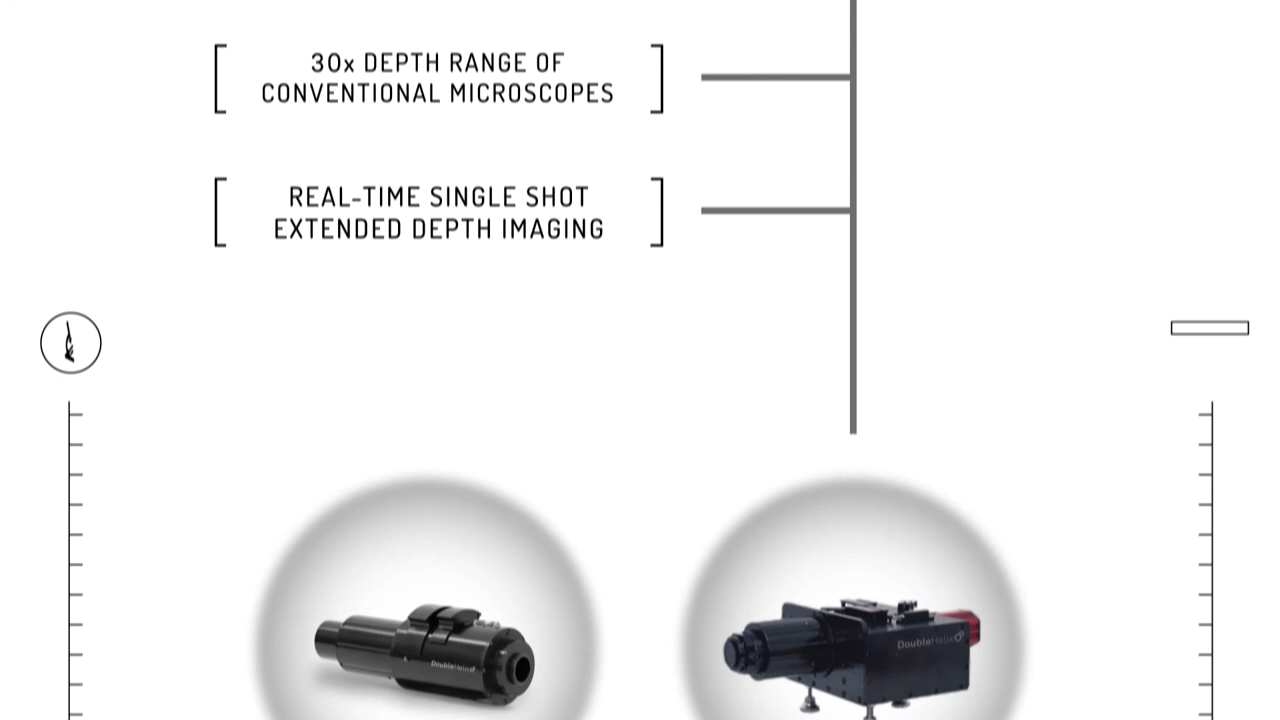 30x DEPTH RANGE OF
CONVENTIONAL MICROSCOPES
REAL-TIME SINGLE SHOT
EXTENDED DEPTH IMAGING
DoubleHelix
DoubleHelix